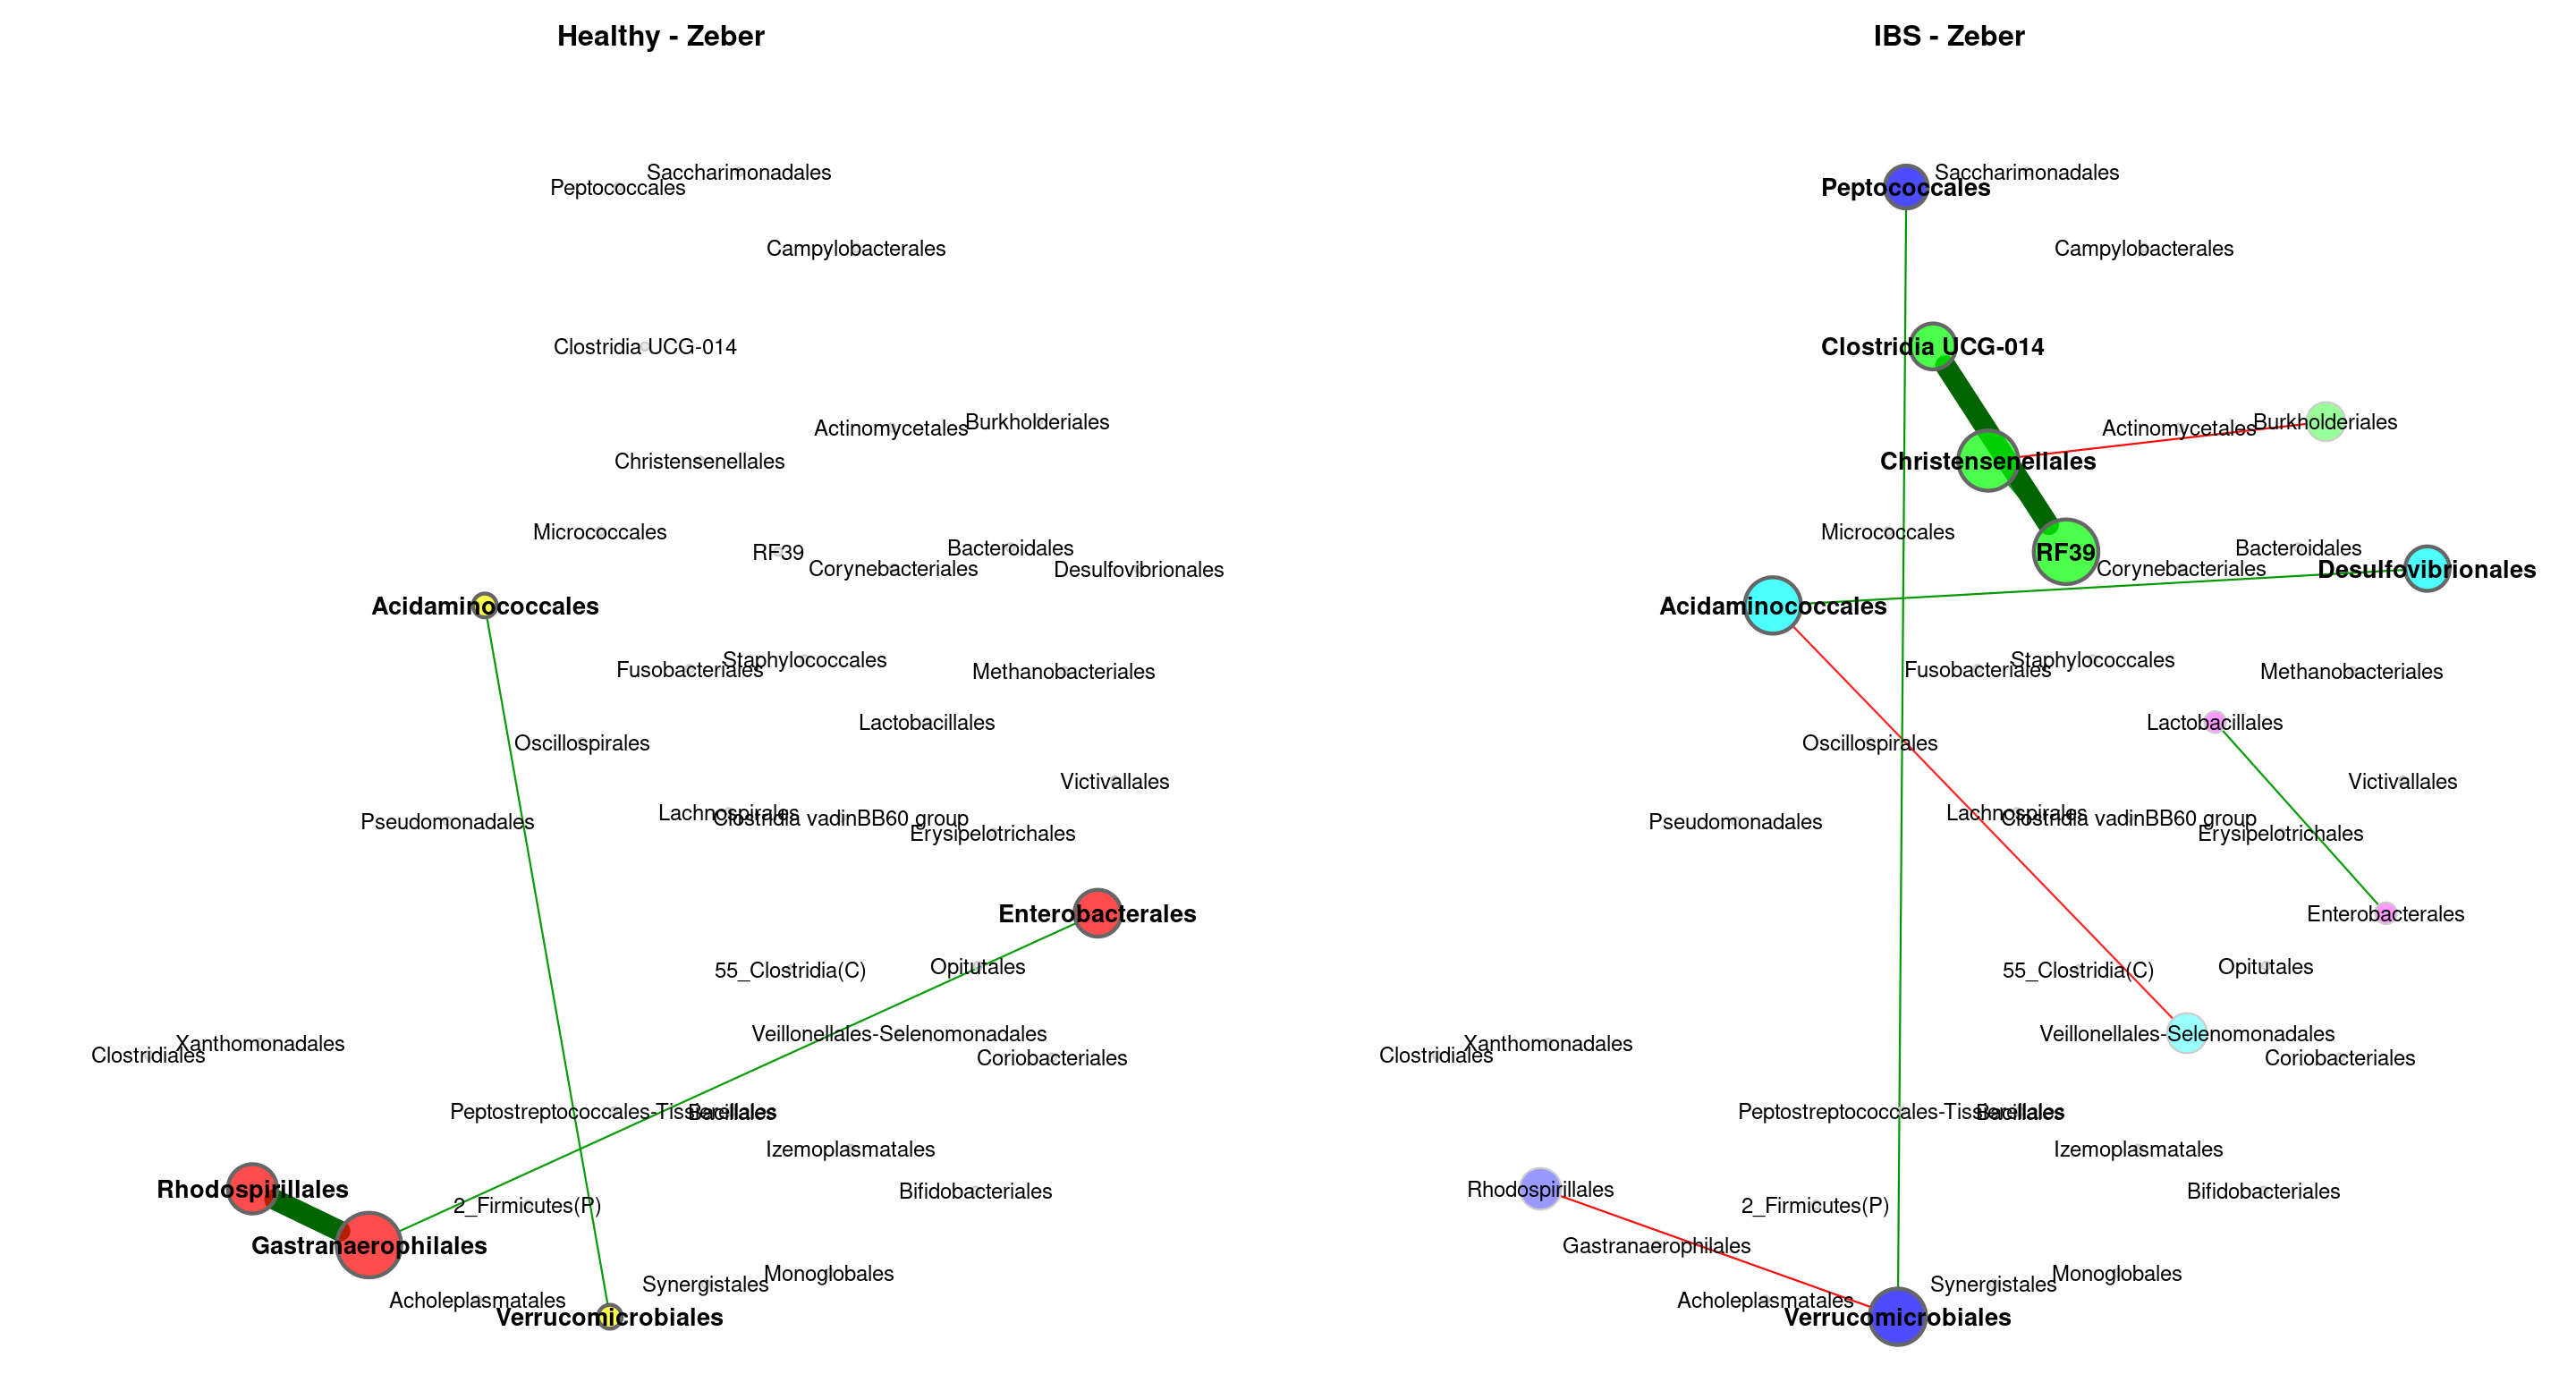 Healthy - Zeber
Saccharimonadales
Peptococcales
Campylobacterales
Clostridia UCG-014
Burkholderiales
Actinomycetales
Christensenellales
Micrococcales
Bacteroidales
RF39
Corynebacteriales
Desulfovibrionales
Acidaminococcales
Staphylococcales
Fusobacteriales
Methanobacteriales
Lactobacillales
Oscillospirales
Victivallales
Lachnospirales
Clostridia vadinBB60 group
Pseudomonadales
Erysipelotrichales
Enterobacterales
Opitutales
55_Clostridia(C)
Veillonellales-Selenomonadales
Xanthomonadales
Clostridiales
Coriobacteriales
Peptostreptococcales-Tissierellales
Bacillales
Izemoplasmatales
Rhodospirillales
Bifidobacteriales
2_Firmicutes(P)
Gastranaerophilales
Monoglobales
Synergistales
Acholeplasmatales
Verrucomicrobiales
IBS - Zeber
Saccharimonadales
Peptococcales
Campylobacterales
Clostridia UCG-014
Burkholderiales
Actinomycetales
Christensenellales
Micrococcales
Bacteroidales
RF39
Corynebacteriales
Desulfovibrionales
Acidaminococcales
Staphylococcales
Fusobacteriales
Methanobacteriales
Lactobacillales
Oscillospirales
Victivallales
Lachnospirales
Clostridia vadinBB60 group
Pseudomonadales
Erysipelotrichales
Enterobacterales
Opitutales
55_Clostridia(C)
Veillonellales-Selenomonadales
Xanthomonadales
Clostridiales
Coriobacteriales
Peptostreptococcales-Tissierellales
Bacillales
Izemoplasmatales
Rhodospirillales
Bifidobacteriales
2_Firmicutes(P)
Gastranaerophilales
Monoglobales
Synergistales
Acholeplasmatales
Verrucomicrobiales